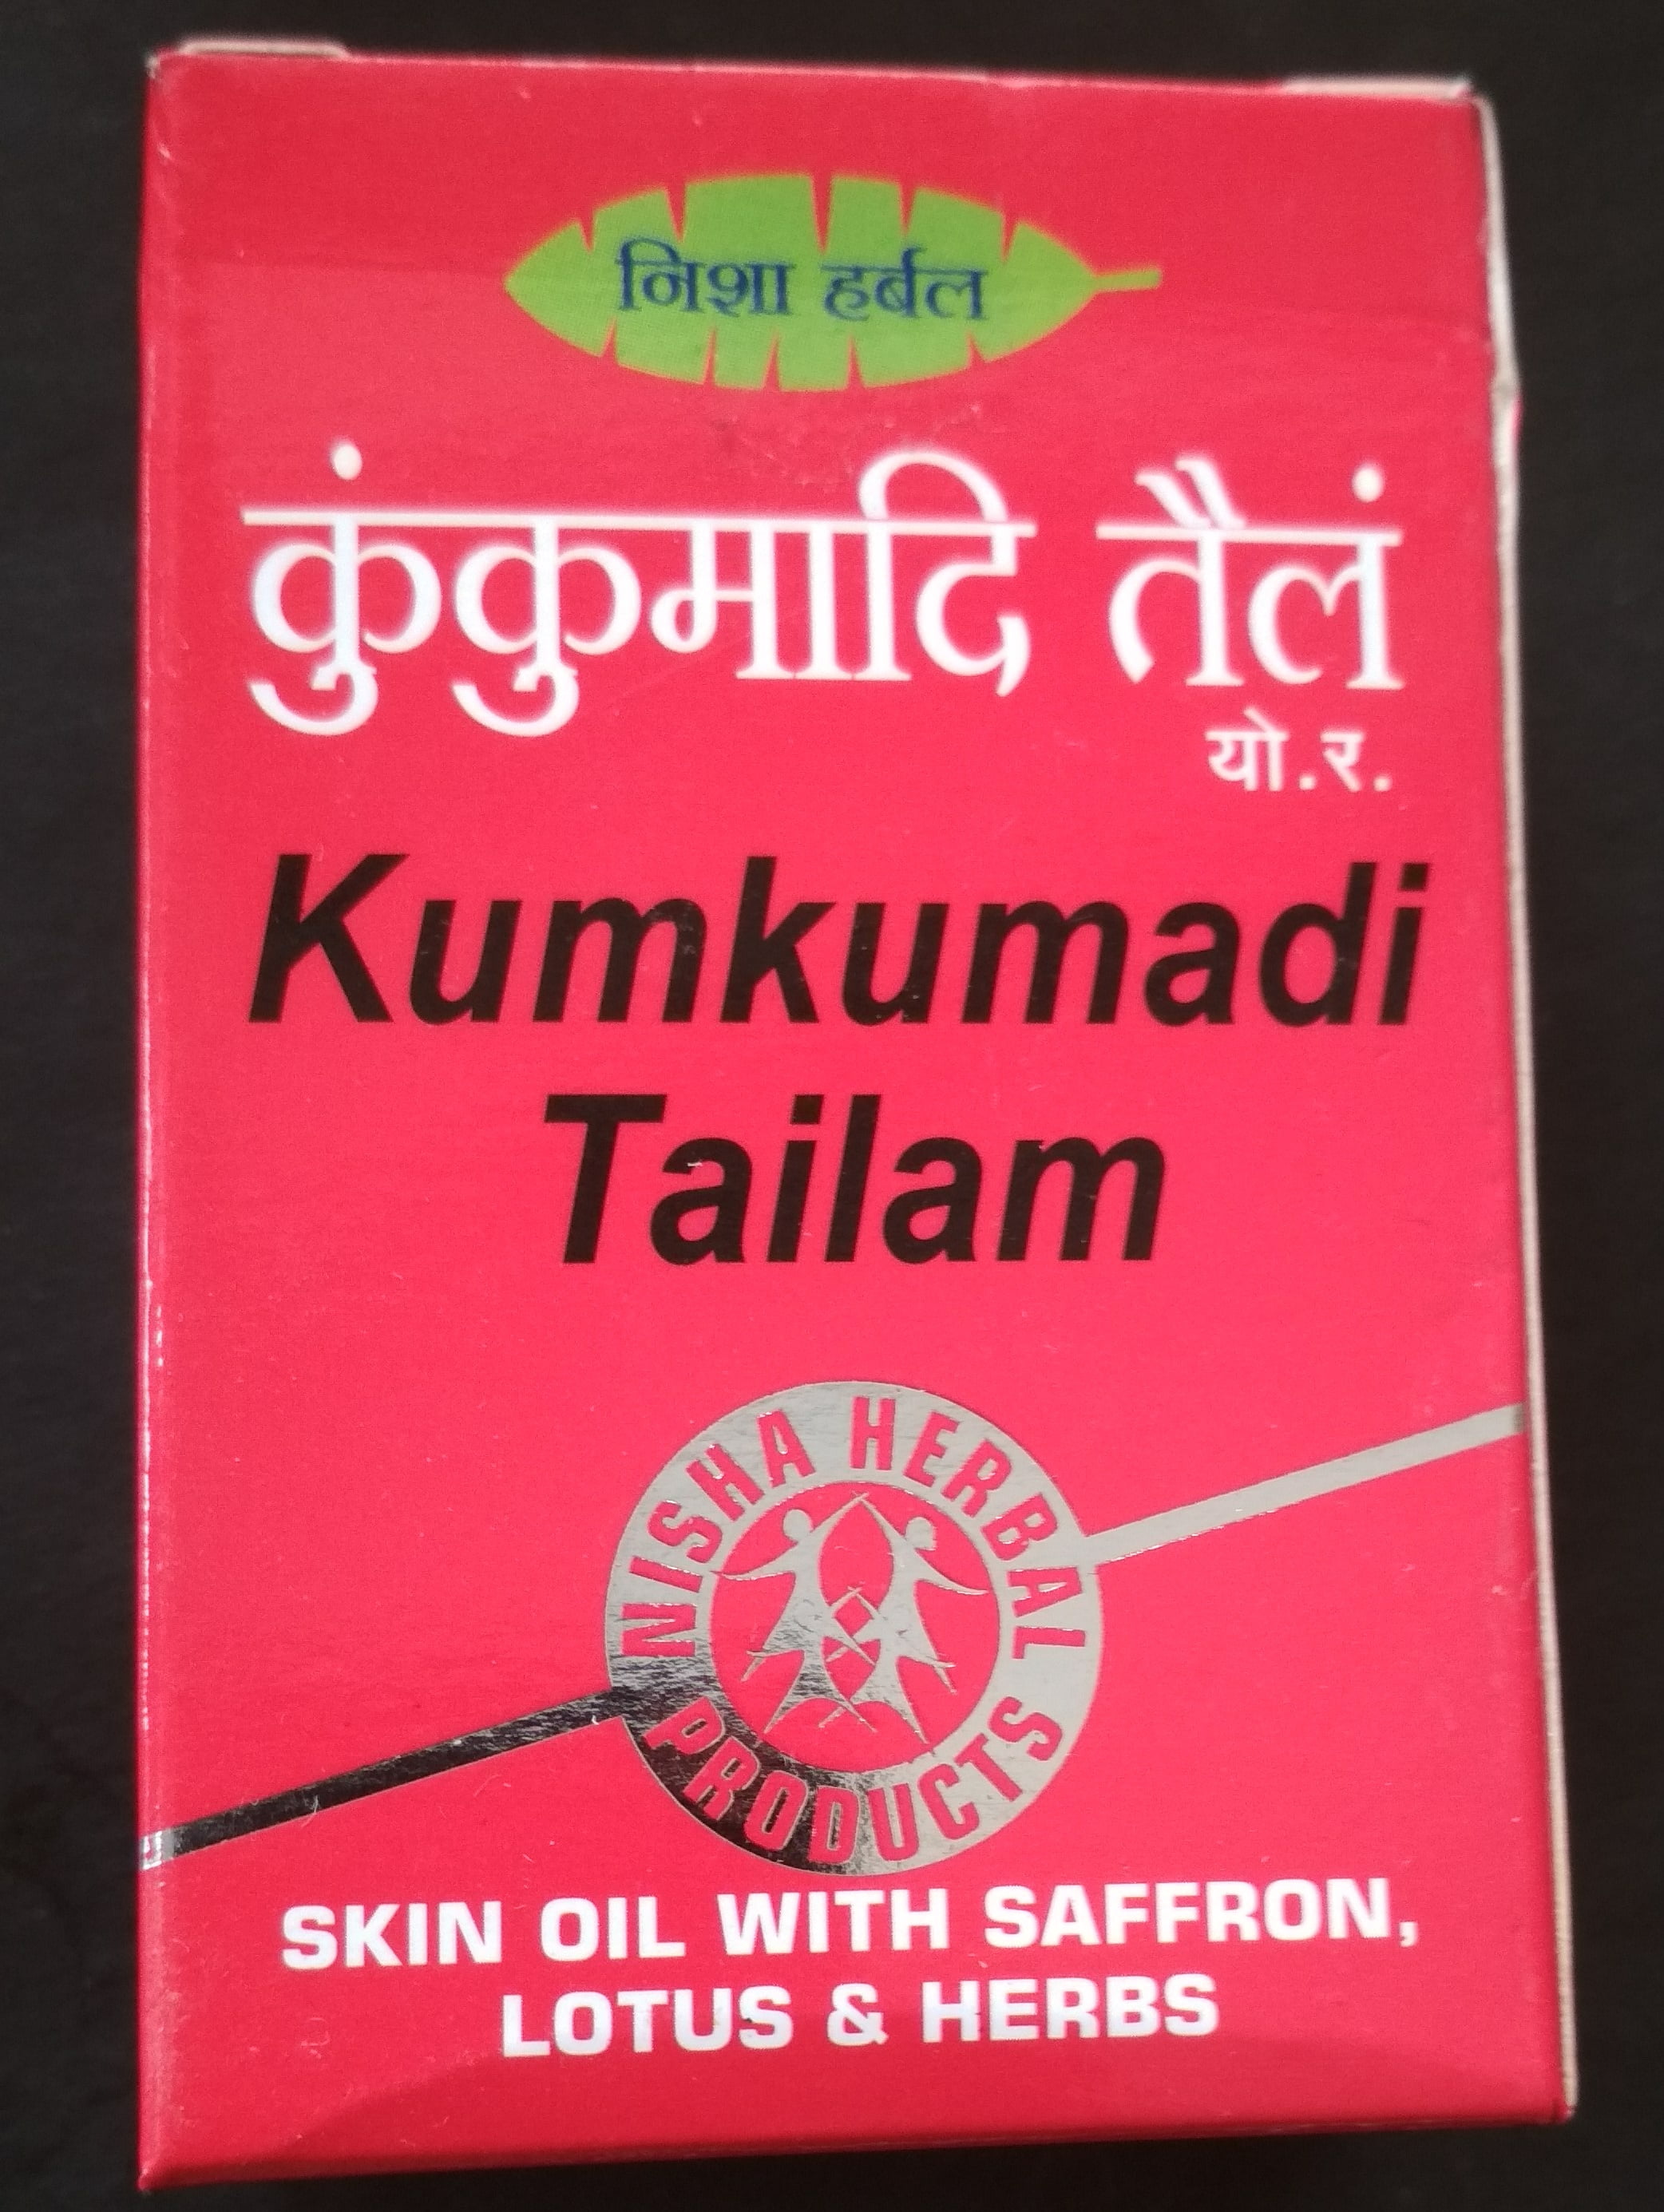 निशा हर्बल
कुंकुमादि तैलं
यो.र.
Kumkumadi
Tailam
NISHA HERBAL
PRODUCTS
SKIN OIL WITH SAFFRON,
LOTUS & HERBS